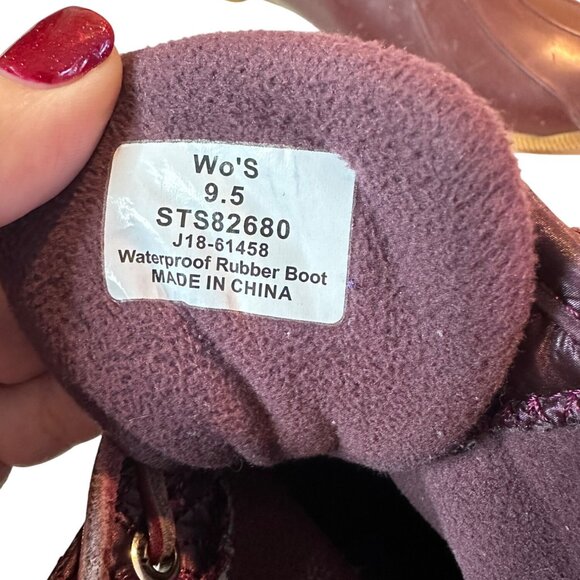 Wo'S
9.5
STS82680
J18-61458
Waterproof Rubber Boot
MADE IN CHINA